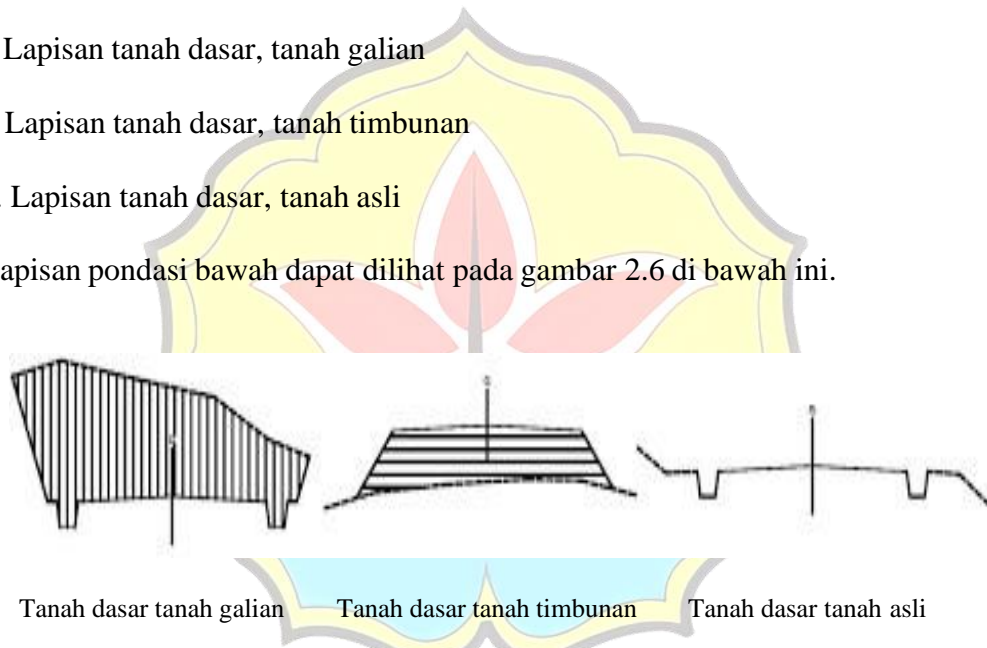 Lapisan tanah dasar, tanah galian
Lapisan tanah dasar, tanah timbunan
. Lapisan tanah dasar, tanah asli
apisan pondasi bawah dapat dilihat pada gambar 2.6 di bawah ini.
Tanah dasar tanah galian Tanah dasar tanah timbunan Tanah dasar tanah asli